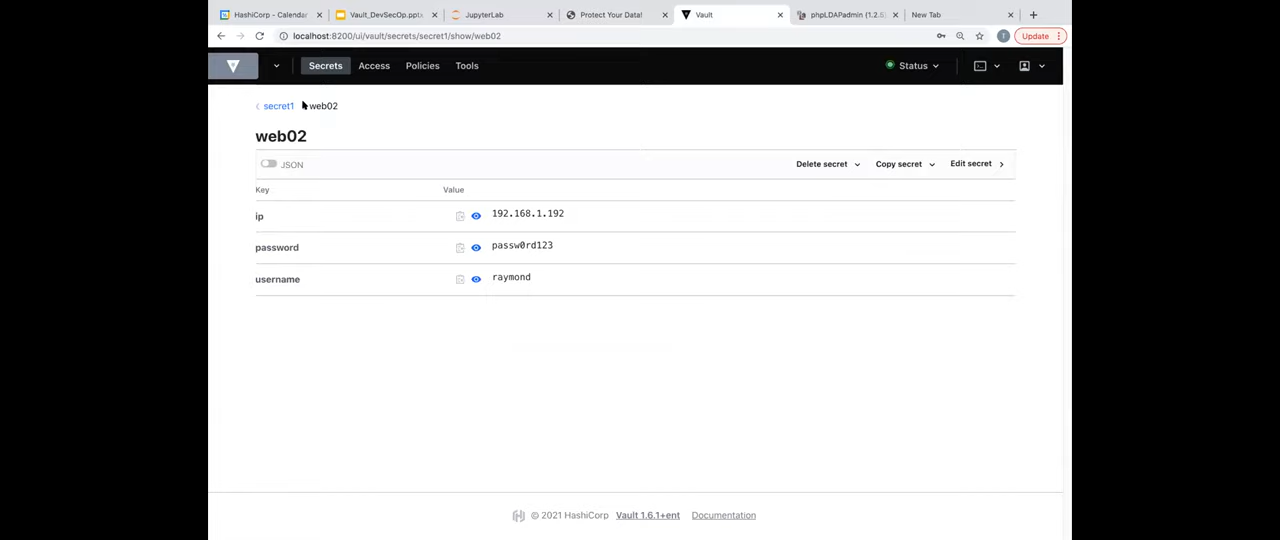 HashiCorp - Calendar
Vault_DevSecOp.pptx
JupyterLab
Protect Your Data!
Vault
phpLDAPadmin (1.2.5)
New Tab
localhost:8200/ui/vault/secrets/secret1/show/web02
T
Update
Secrets
Access
Policies
Tools
Status
secret1
web02
web02
JSON
Delete secret
Copy secret
Edit secret
Key
Value
ip
192.168.1.192
password
passw0rd123
username
raymond
© 2021 HashiCorp Vault 1.6.1+ent Documentation